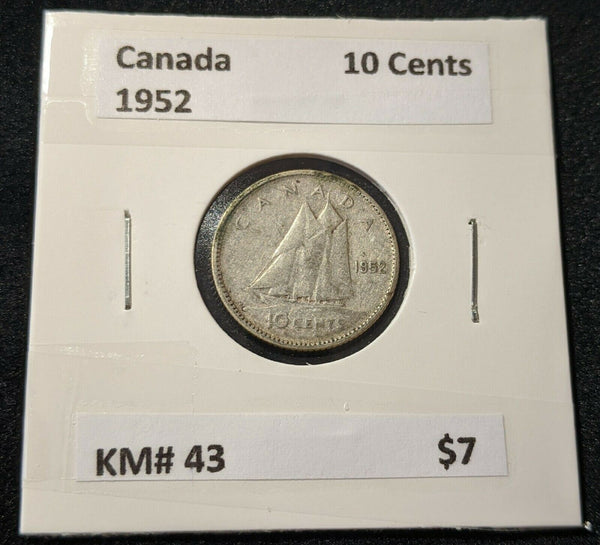 Canada 10 Cents
1952
CANADA
1952
10 CENTS
KM# 43 $7